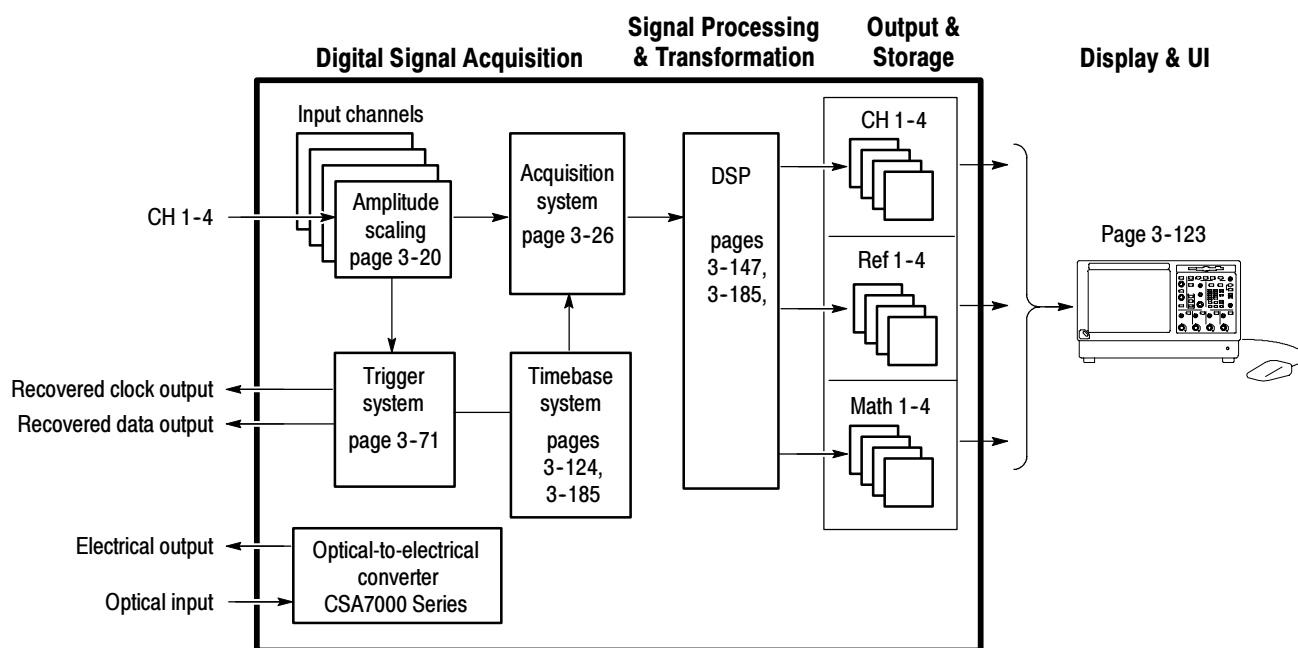 Digital Signal Acquisition
Signal Processing
& Transformation
Output &
Storage
Display & UI
Input channels
CH 1-4
Amplitude
scaling
page 3-20
Acquisition
system
page 3-26
DSP
pages
3-147,
3-185,
CH 1-4
Ref 1-4
Math 1-4
Page 3-123
Recovered clock output
Recovered data output
Trigger
system
page 3-71
Timebase
system
pages
3-124,
3-185
Electrical output
Optical input
Optical-to-electrical
converter
CSA7000 Series